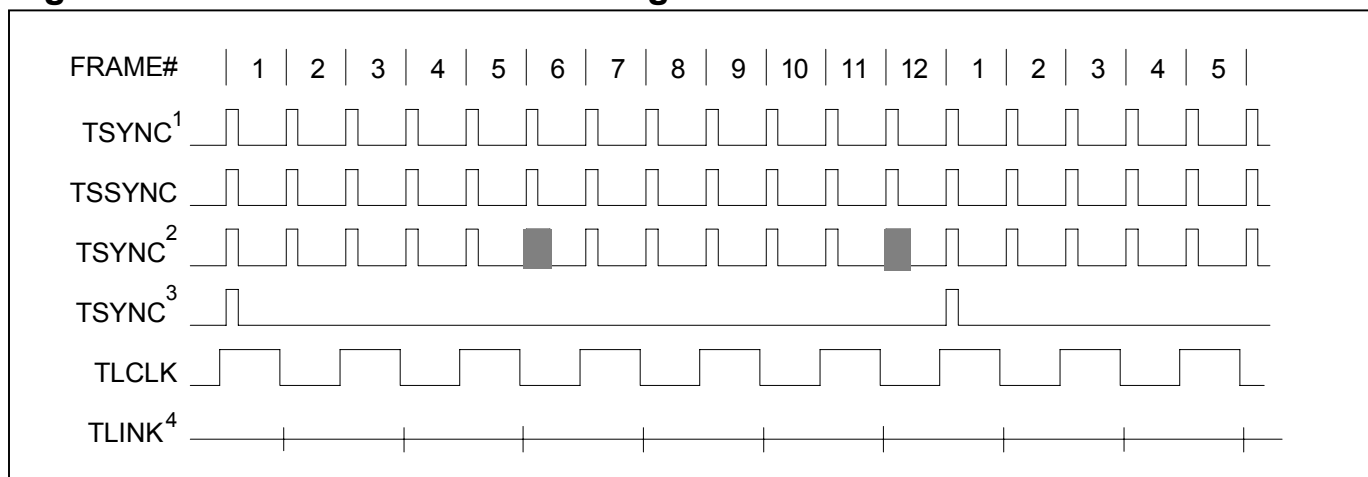 FRAME# 1 2 3 4 5 6 7 8 9 10 11 12 1 2 3 4 5
TSYNC¹
TSSYNC
TSYNC²
TSYNC³
TLCLK
TLINK⁴